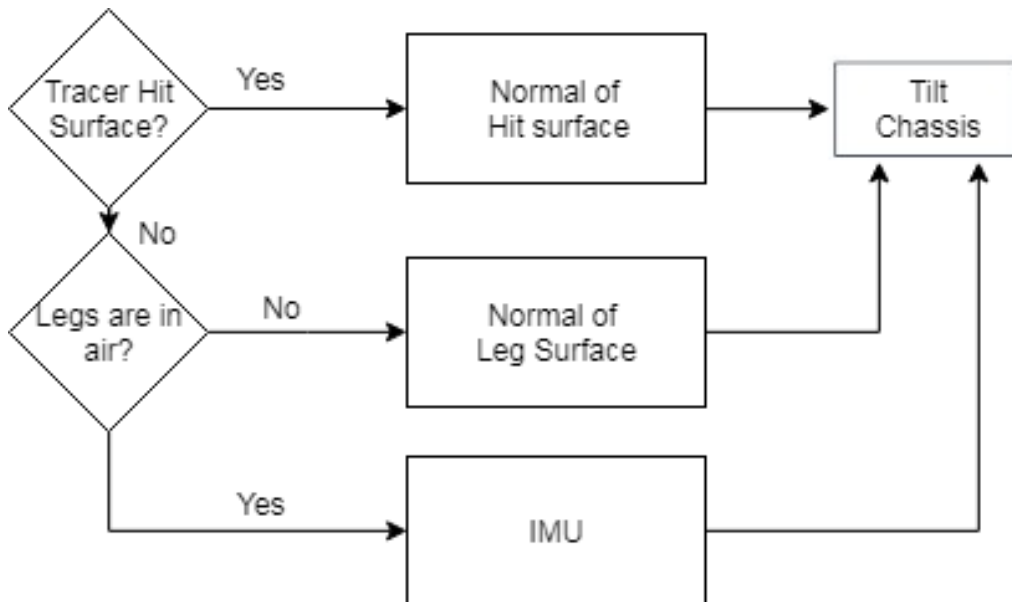 Tracer Hit
Surface?
Yes
Normal of
Hit surface
Tilt
Chassis
No
Legs are in
air?
No
Normal of
Leg Surface
Yes
IMU